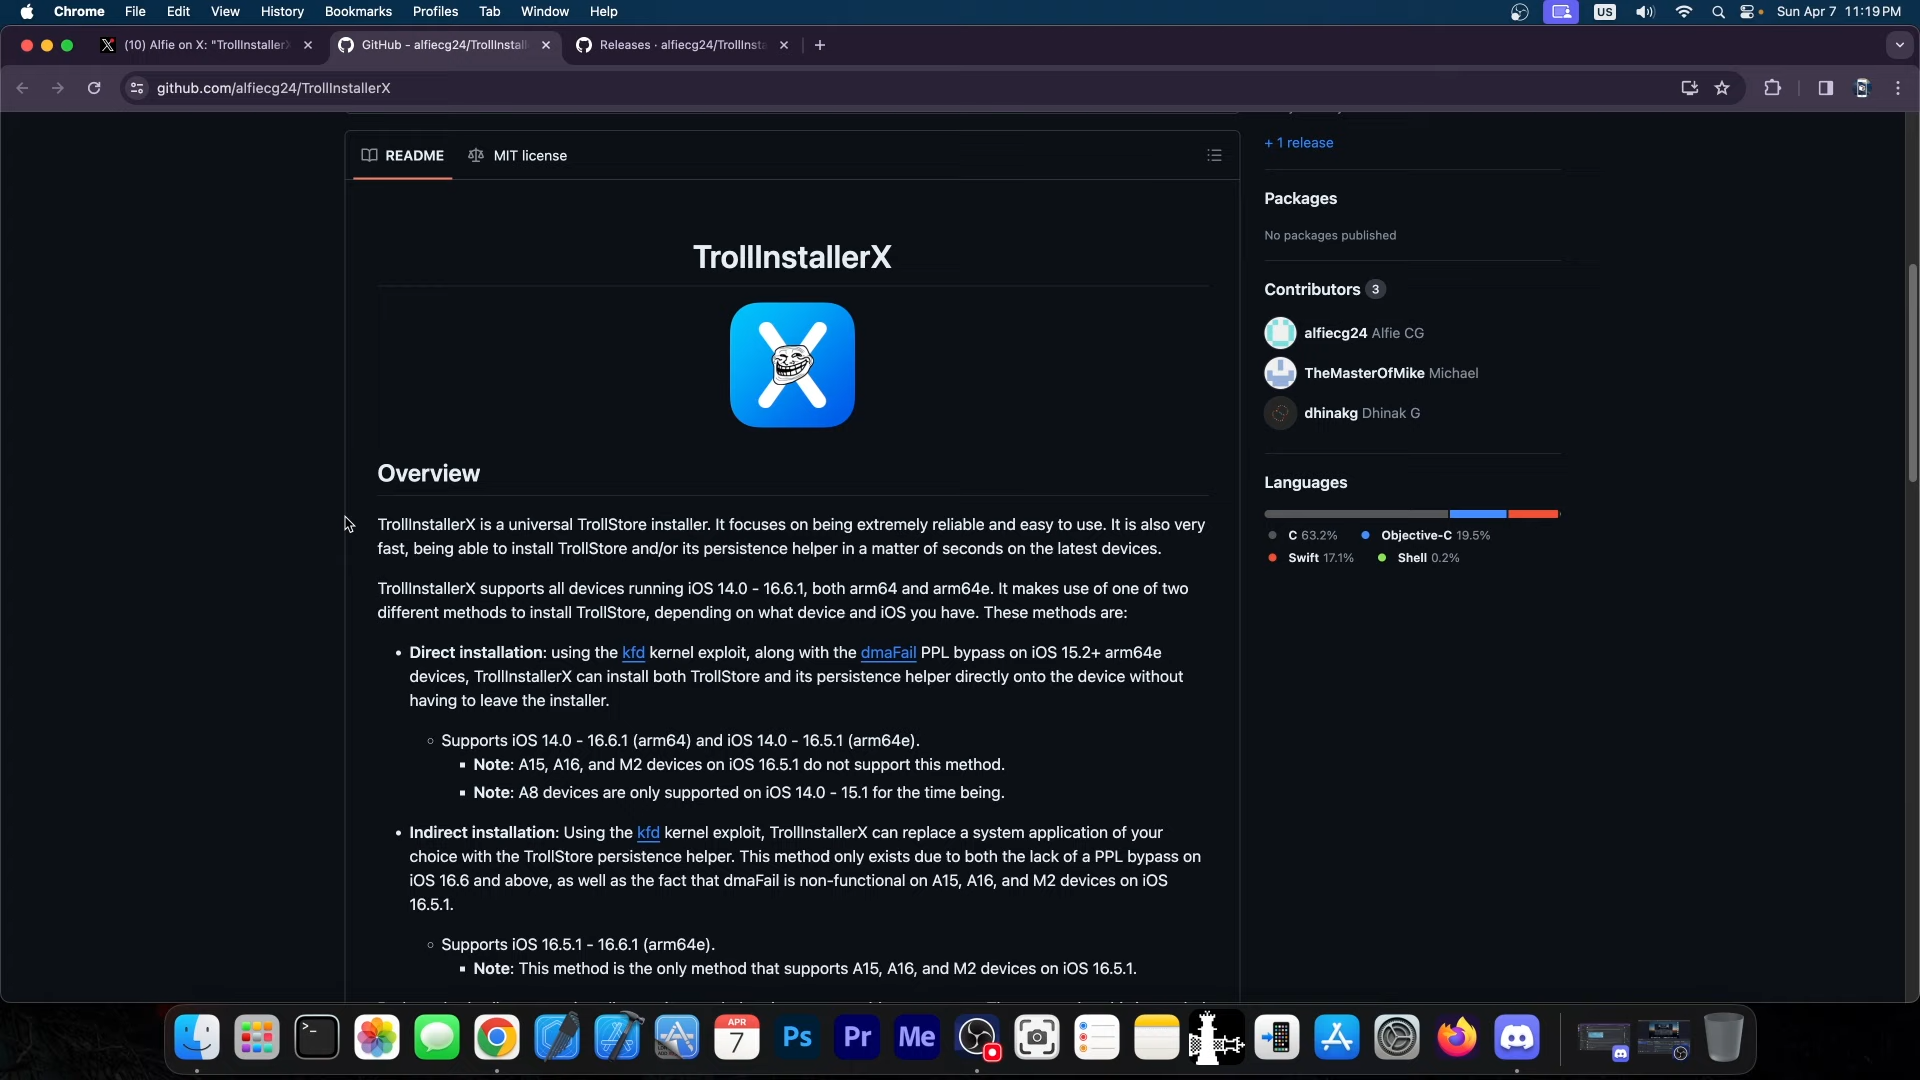 Chrome File Edit View History Bookmarks Profiles Tab Window Help US Sun Apr 7 11:19 PM
(10) Alfie on X: "TrollInstallerX
GitHub - alfiecg24/TrollInstall
Releases · alfiecg24/TrollInsta
github.com/alfiecg24/TrollInstallerX
README
MIT license
TrollInstallerX
Overview
TrollInstallerX is a universal TrollStore installer. It focuses on being extremely reliable and easy to use. It is also very
fast, being able to install TrollStore and/or its persistence helper in a matter of seconds on the latest devices.
TrollInstallerX supports all devices running iOS 14.0 - 16.6.1, both arm64 and arm64e. It makes use of one of two
different methods to install TrollStore, depending on what device and iOS you have. These methods are:
• Direct installation: using the kfd kernel exploit, along with the dmaFail PPL bypass on iOS 15.2+ arm64e
devices, TrollInstallerX can install both TrollStore and its persistence helper directly onto the device without
having to leave the installer.
◦ Supports iOS 14.0 - 16.6.1 (arm64) and iOS 14.0 - 16.5.1 (arm64e).
▪ Note: A15, A16, and M2 devices on iOS 16.5.1 do not support this method.
▪ Note: A8 devices are only supported on iOS 14.0 - 15.1 for the time being.
• Indirect installation: Using the kfd kernel exploit, TrollInstallerX can replace a system application of your
choice with the TrollStore persistence helper. This method only exists due to both the lack of a PPL bypass on
iOS 16.6 and above, as well as the fact that dmaFail is non-functional on A15, A16, and M2 devices on iOS
16.5.1.
◦ Supports iOS 16.5.1 - 16.6.1 (arm64e).
▪ Note: This method is the only method that supports A15, A16, and M2 devices on iOS 16.5.1.
+ 1 release
Packages
No packages published
Contributors 3
alfiecg24 Alfie CG
TheMasterOfMike Michael
dhinakg Dhinak G
Languages
C 63.2% Objective-C 19.5%
Swift 17.1% Shell 0.2%
APR
7
Ps
Pr
Me